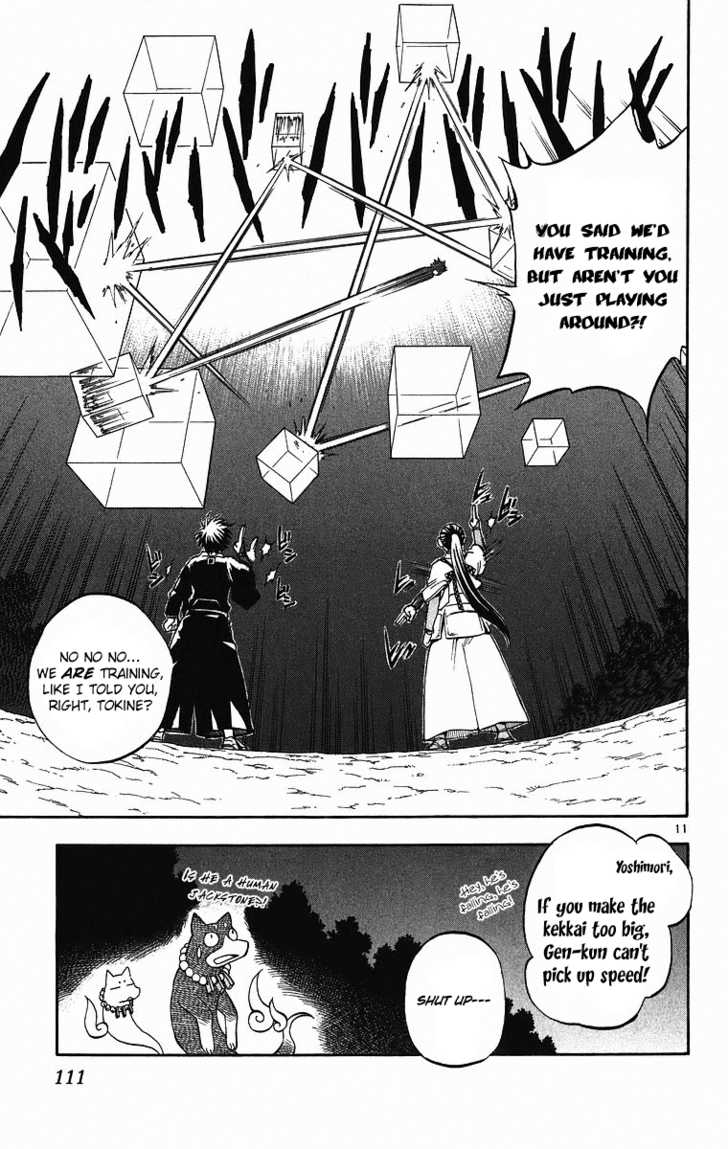 YOU SAID WE'D
HAVE TRAINING,
BUT AREN'T YOU
JUST PLAYING
AROUND?!
NO NO NO...
WE ARE TRAINING,
LIKE I TOLD YOU,
RIGHT, TOKINE?
11
Yoshimori,
If you make the
kekkai too big,
Gen-kun can't
pick up speed!
Hey, he's
falling, he's
falling!
SHUT UP---
IS HE A HUMAN
JACKSTONE?!
111